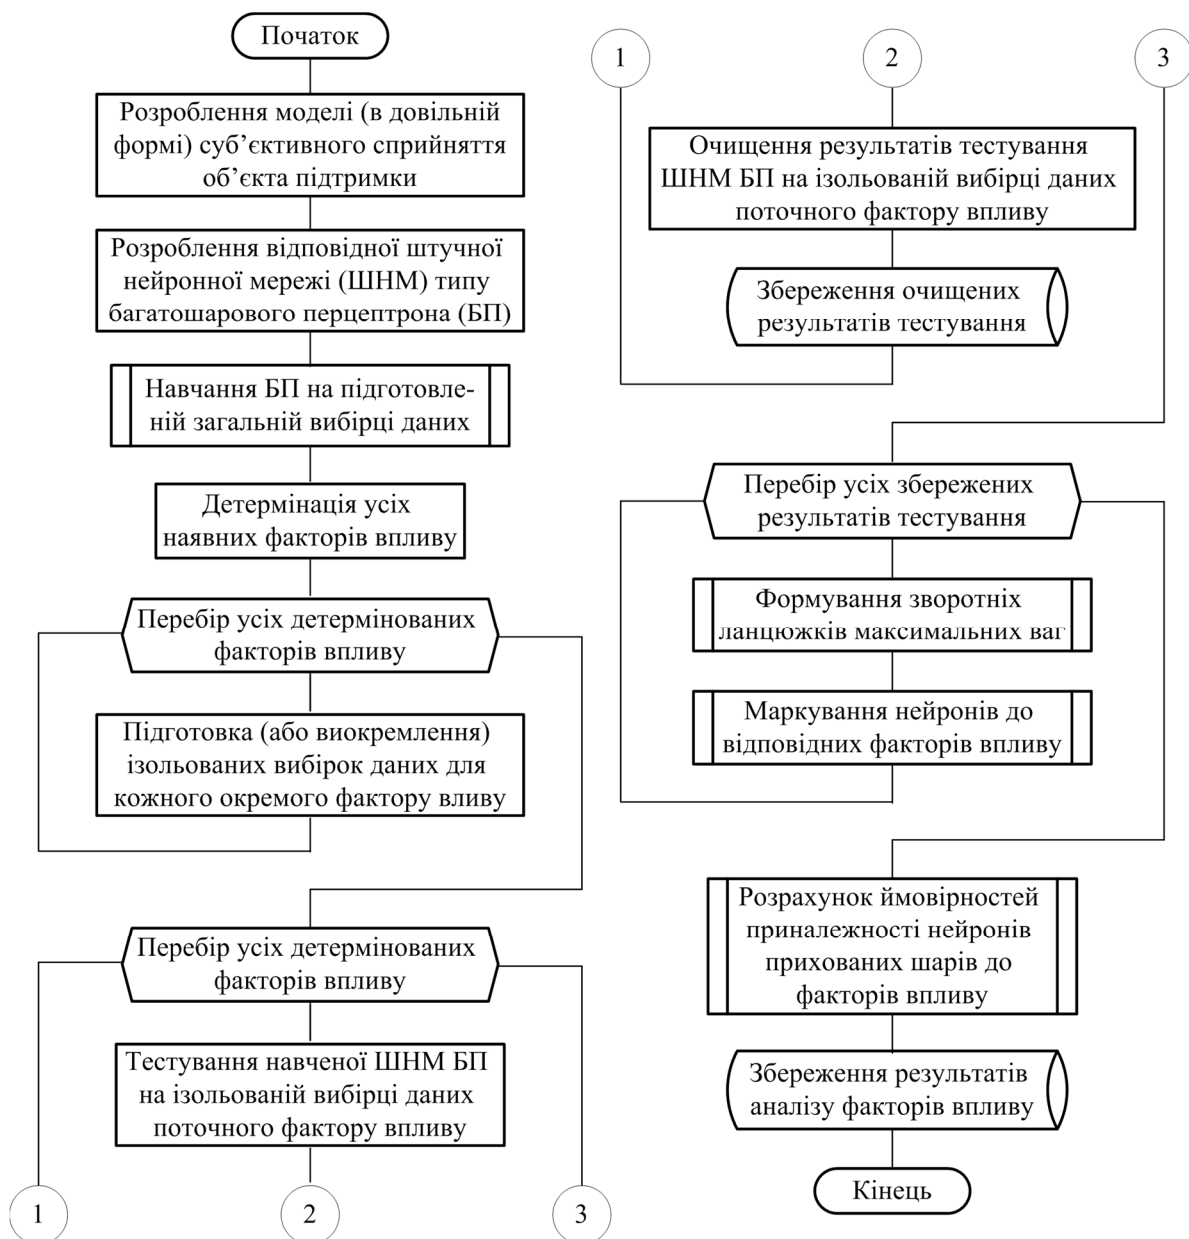 Початок
Розроблення моделі (в довільній
формі) суб’єктивного сприйняття
об’єкта підтримки
Розроблення відповідної штучної
нейронної мережі (ШНМ) типу
багатошарового перцептрона (БП)
Навчання БП на підготовле-
ній загальній вибірці даних
Детермінація усіх
наявних факторів впливу
Перебір усіх детермінованих
факторів впливу
Підготовка (або виокремлення)
ізольованих вибірок даних для
кожного окремого фактору вливу
Перебір усіх детермінованих
факторів впливу
Тестування навченої ШНМ БП
на ізольованій вибірці даних
поточного фактору впливу
1
2
3
1
2
3
Очищення результатів тестування
ШНМ БП на ізольованій вибірці даних
поточного фактору впливу
Збереження очищених
результатів тестування
Перебір усіх збережених
результатів тестування
Формування зворотніх
ланцюжків максимальних ваг
Маркування нейронів до
відповідних факторів впливу
Розрахунок ймовірностей
приналежності нейронів
прихованих шарів до
факторів впливу
Збереження результатів
аналізу факторів впливу
Кінець